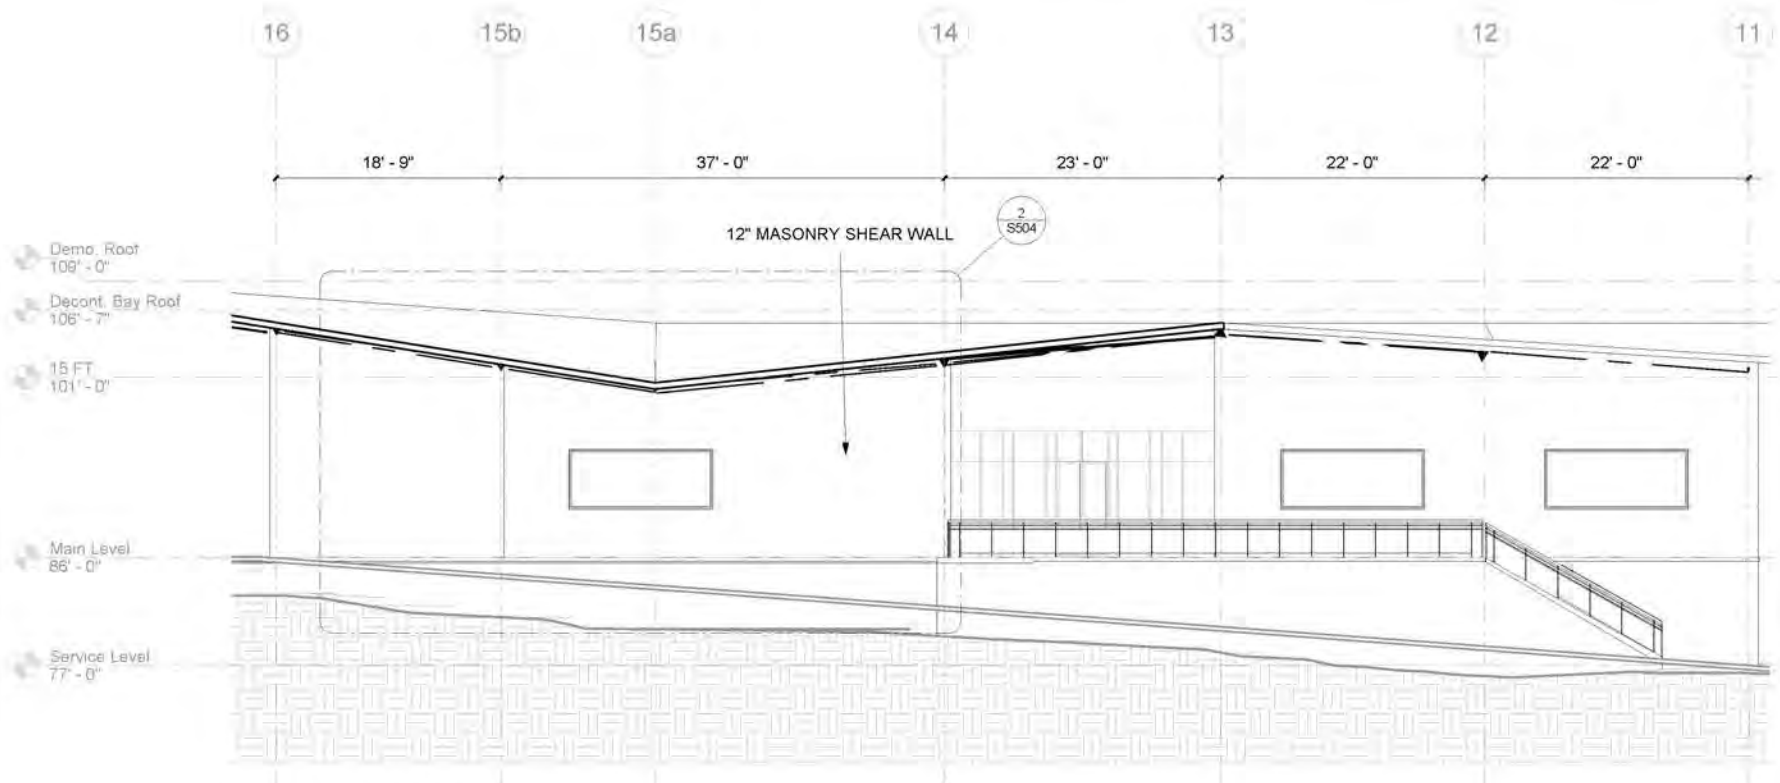 16
15b
15a
14
13
12
11
18' - 9"
37' - 0"
23' - 0"
22' - 0"
22' - 0"
2
S504
12" MASONRY SHEAR WALL
Demo. Roof
109' - 0"
Decont. Bay Roof
106' - 7"
15 FT
101' - 0"
Main Level
86' - 0"
Service Level
77' - 0"